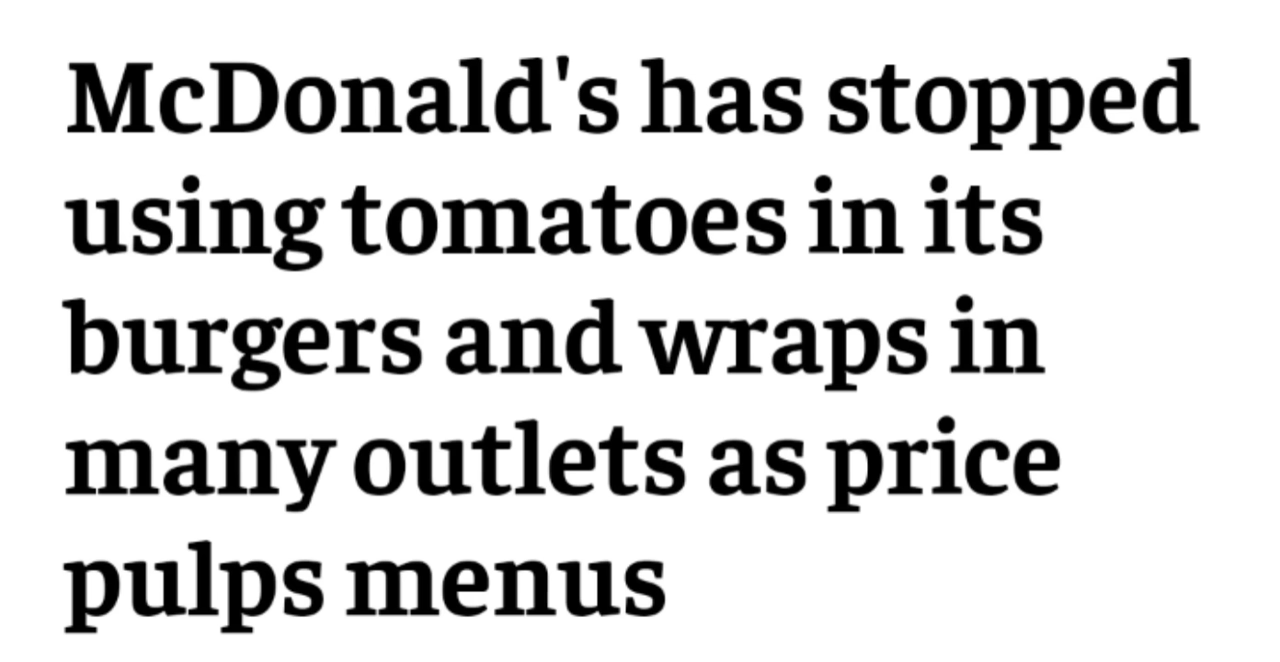 McDonald's has stopped
using tomatoes in its
burgers and wraps in
many outlets as price
pulps menus